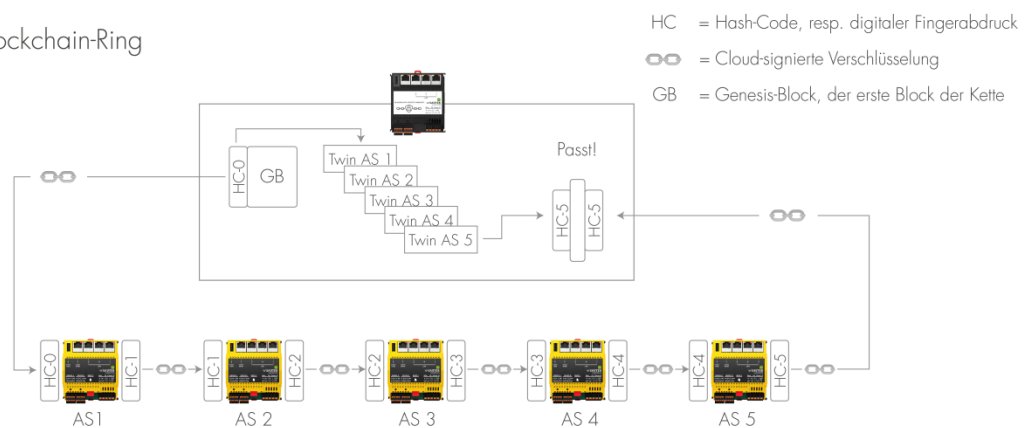 HC = Hash-Code, resp. digitaler Fingerabdruck
ockchain-Ring
= Cloud-signierte Verschlüsselung
GB = Genesis-Block, der erste Block der Kette
HC-0
GB
Twin AS 1
Twin AS 2
Twin AS 3
Twin AS 4
Twin AS 5
Passt!
HC-5
HC-5
HC-0
HC-1
HC-1
HC-2
HC-2
HC-3
HC-3
HC-4
HC-4
HC-5
AS1
AS 2
AS 3
AS 4
AS 5